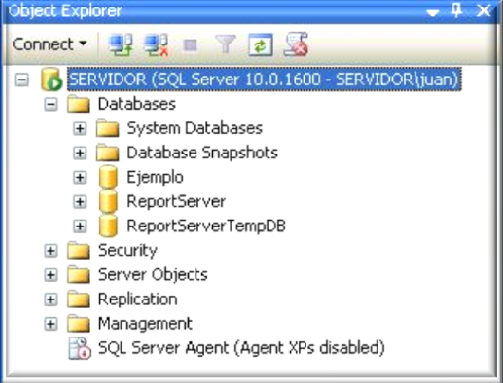 Object Explorer
Connect
SERVIDOR (SQL Server 10.0.1600 - SERVIDOR\juan)
Databases
System Databases
Database Snapshots
Ejemplo
ReportServer
ReportServerTempDB
Security
Server Objects
Replication
Management
SQL Server Agent (Agent XPs disabled)